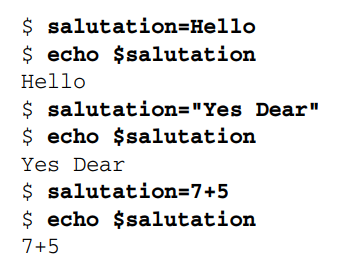 $ salutation=Hello
$ echo $salutation
Hello
$ salutation="Yes Dear"
$ echo $salutation
Yes Dear
$ salutation=7+5
$ echo $salutation
7+5